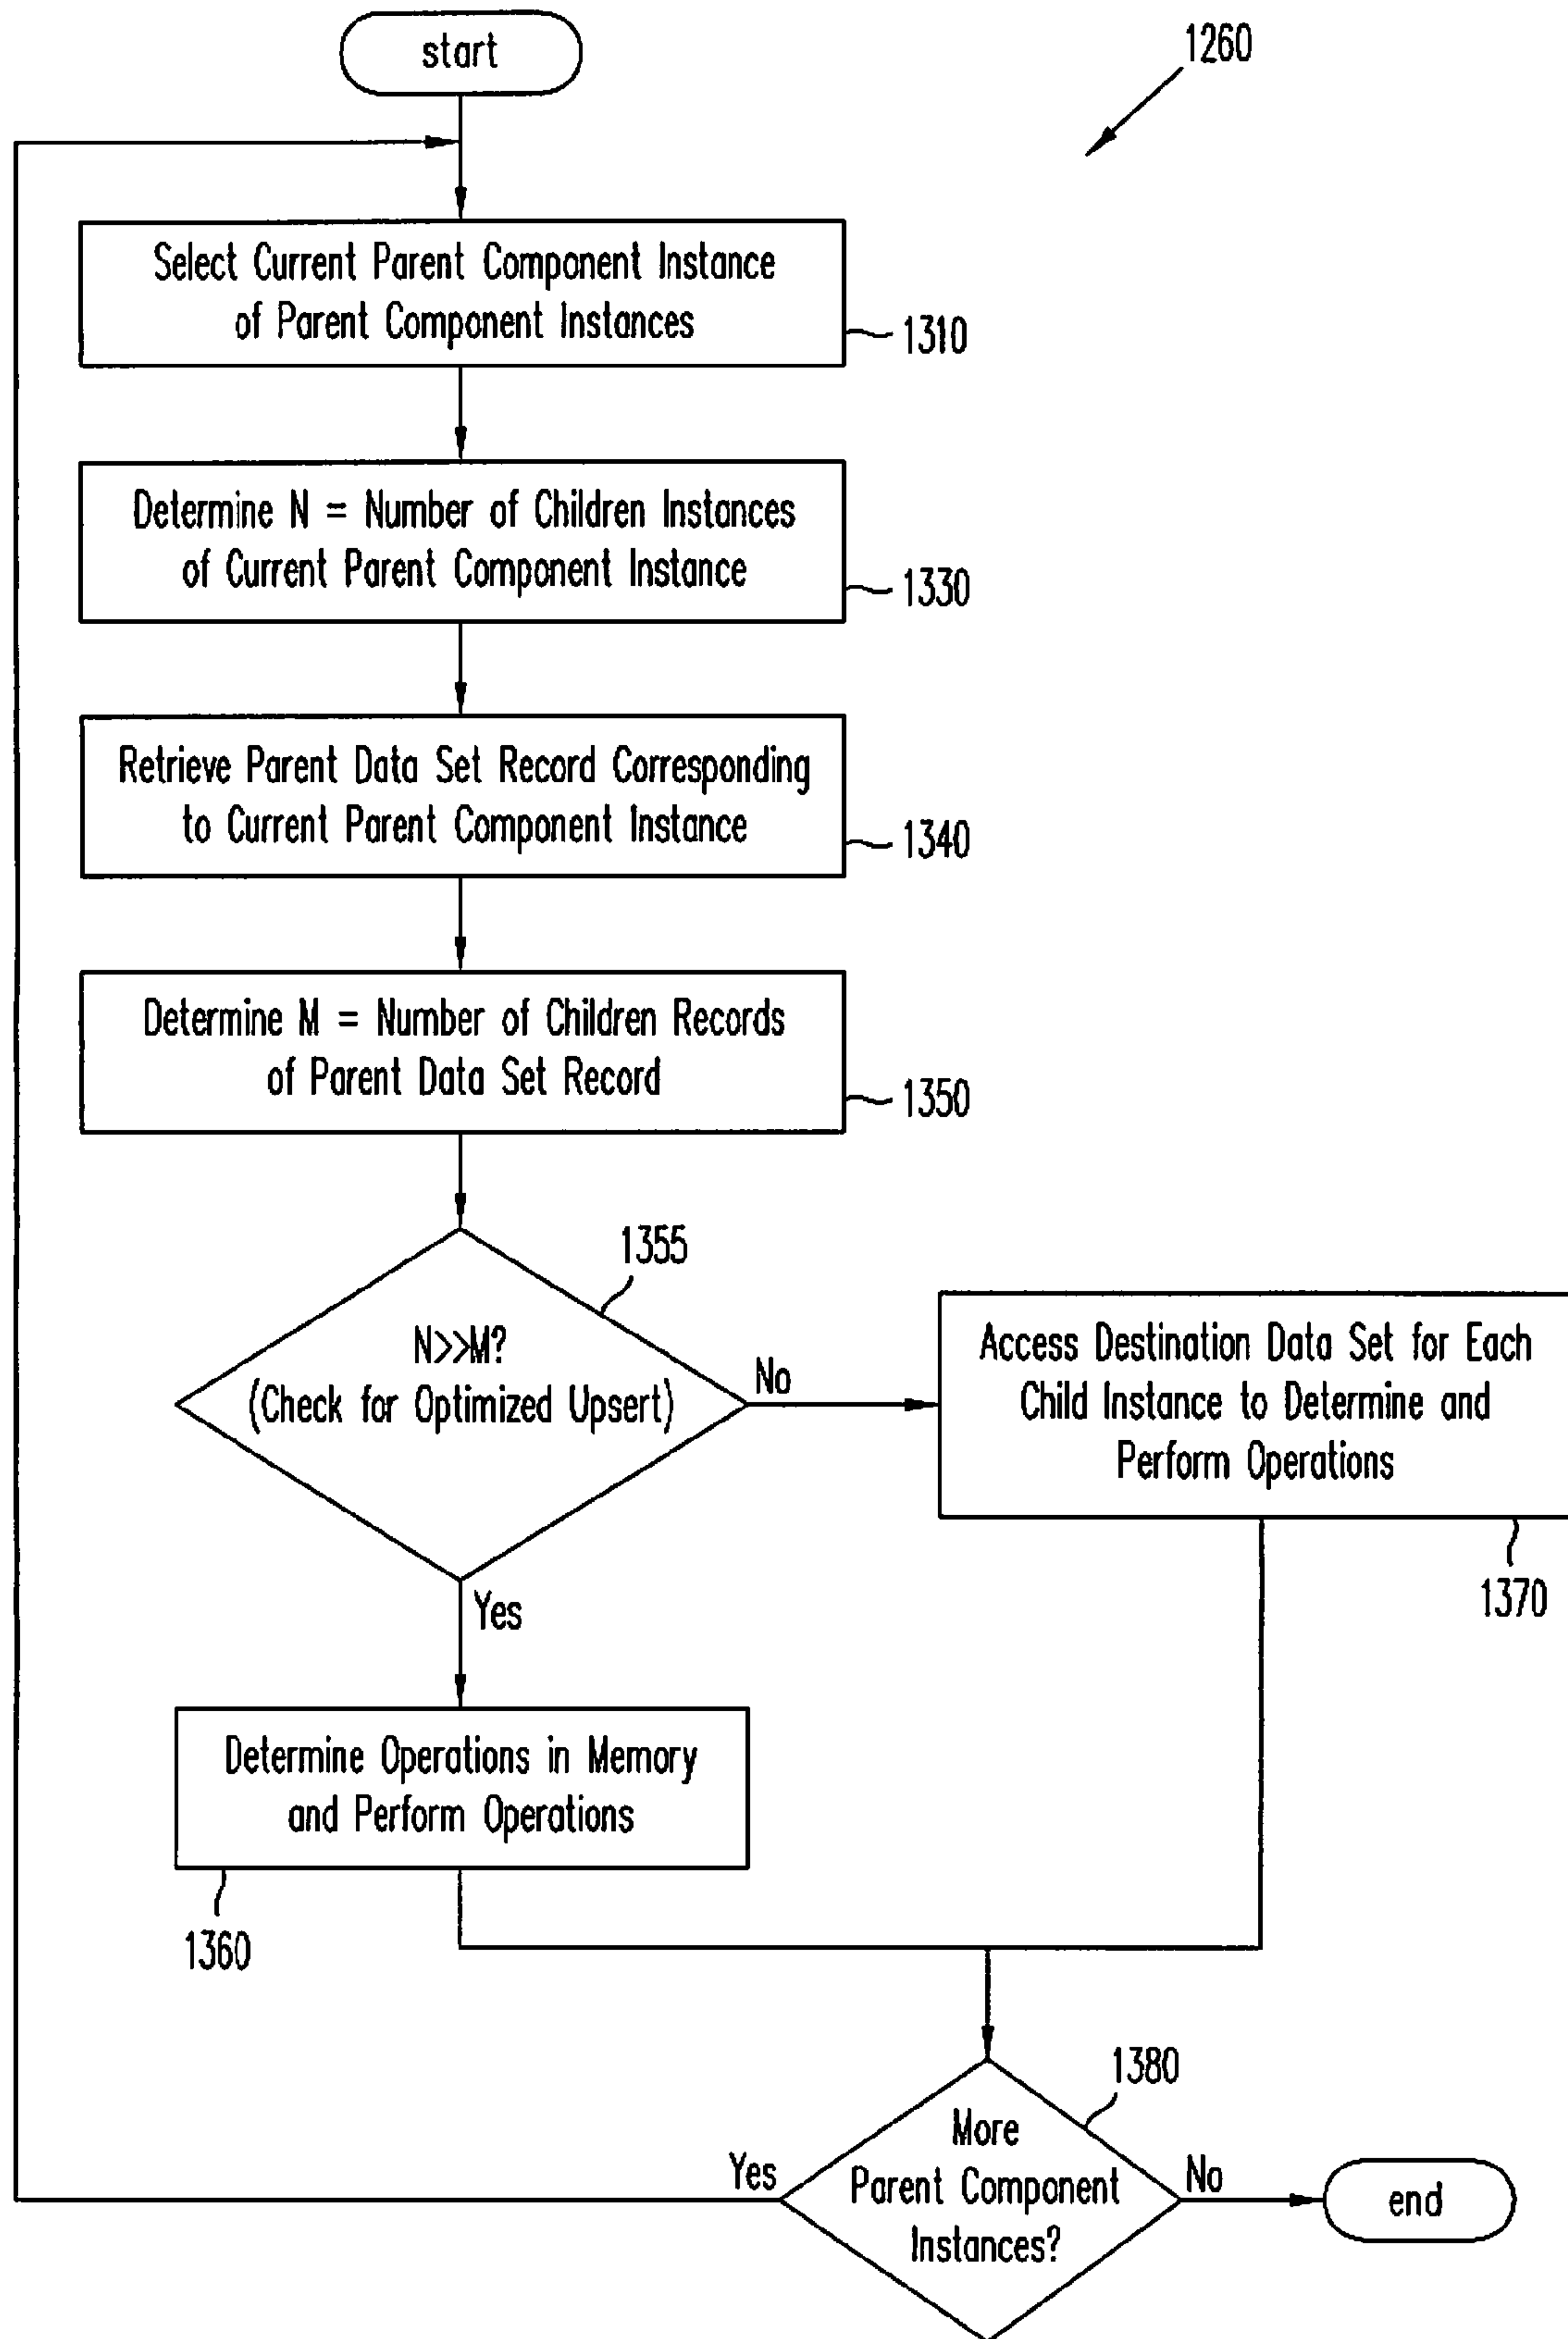 start
1260
Select Current Parent Component Instance
of Parent Component Instances
1310
Determine N = Number of Children Instances
of Current Parent Component Instance
1330
Retrieve Parent Data Set Record Corresponding
to Current Parent Component Instance
1340
Determine M = Number of Children Records
of Parent Data Set Record
1350
1355
N>>M?
(Check for Optimized Upsert)
No
Access Destination Data Set for Each
Child Instance to Determine and
Perform Operations
1370
Yes
Determine Operations in Memory
and Perform Operations
1360
1380
More
Parent Component
Instances?
Yes
No
end